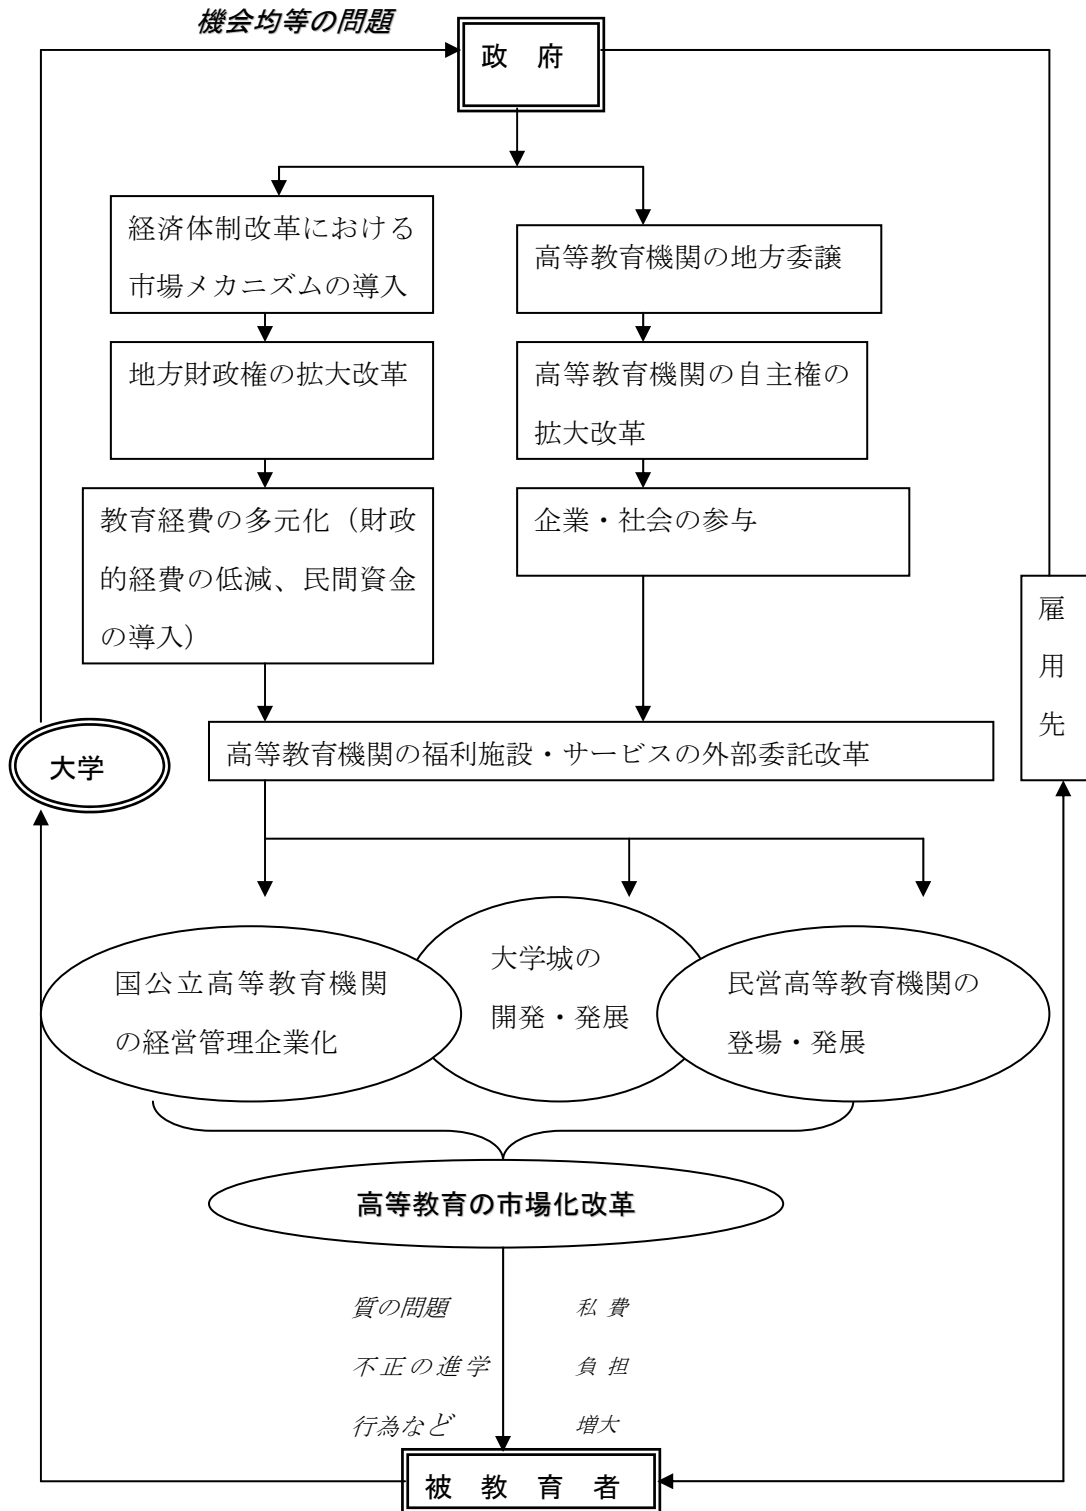 機会均等の問題
政 府
経済体制改革における
市場メカニズムの導入
高等教育機関の地方委譲
地方財政権の拡大改革
高等教育機関の自主権の
拡大改革
教育経費の多元化（財政
的経費の低減、民間資金
の導入）
企業・社会の参与
雇
用
先
大学
高等教育機関の福利施設・サービスの外部委託改革
国公立高等教育機関
の経営管理企業化
大学城の
開発・発展
民営高等教育機関の
登場・発展
高等教育の市場化改革
質の問題
不正の進学
行為など
私 費
負 担
増大
被 教 育 者